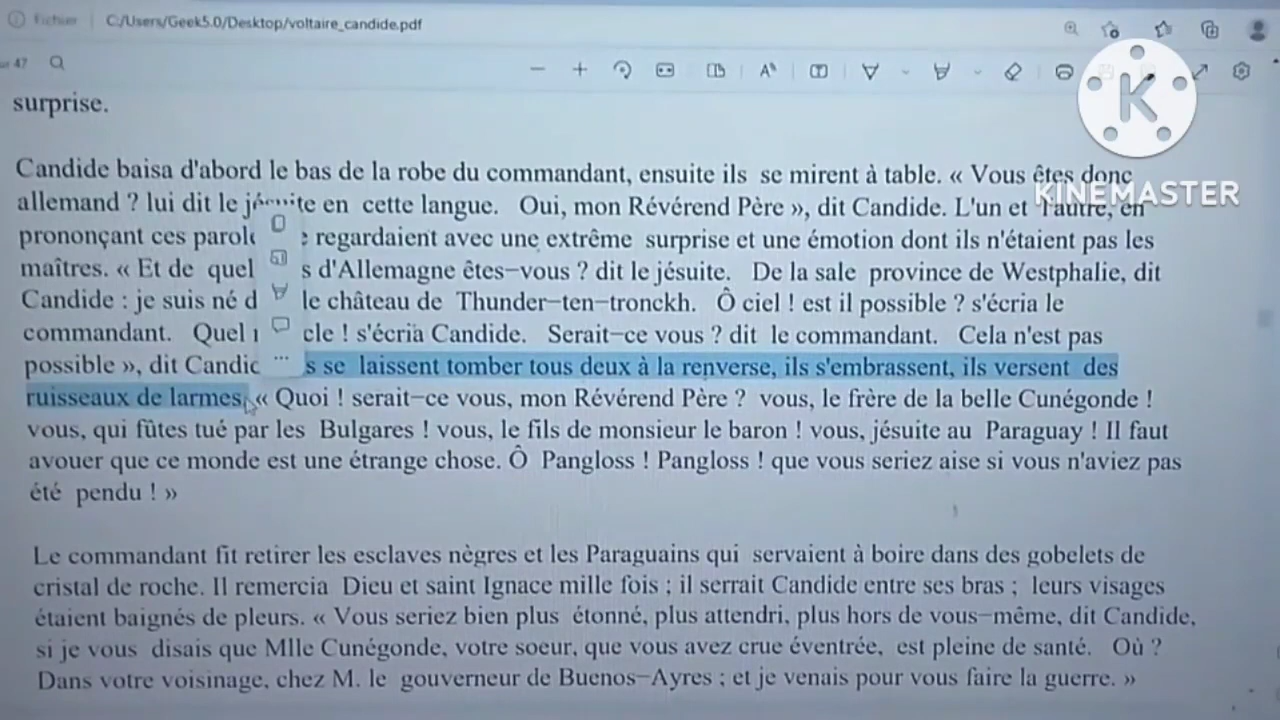 Fichier C:/Users/Geek5.0/Desktop/voltaire_candide.pdf
47
K
KINEMASTER
surprise.
Candide baisa d'abord le bas de la robe du commandant, ensuite ils se mirent à table. « Vous êtes donc
allemand ? lui dit le jésuite en cette langue. Oui, mon Révérend Père », dit Candide. L'un et l'autre, en
prononçant ces regardaient avec une extrême surprise et une émotion dont ils n'étaient pas les
maîtres. « Et de quel d'Allemagne êtes-vous ? dit le jésuite. De la sale province de Westphalie, dit
Candide : je suis né le château de Thunder-ten-tronckh. Ô ciel ! est il possible ? s'écria le
commandant. Quel ! s'écria Candide. Serait-ce vous ? dit le commandant. Cela n'est pas
possible », dit se laissent tomber tous deux à la renverse, ils s'embrassent, ils versent des
ruisseaux de larmes. « Quoi ! serait-ce vous, mon Révérend Père ? vous, le frère de la belle Cunégonde !
vous, qui fûtes tué par les Bulgares ! vous, le fils de monsieur le baron ! vous, jésuite au Paraguay ! Il faut
avouer que ce monde est une étrange chose. Ô Pangloss ! Pangloss ! que vous seriez aise si vous n'aviez pas
été pendu ! »
Le commandant fit retirer les esclaves nègres et les Paraguains qui servaient à boire dans des gobelets de
cristal de roche. Il remercia Dieu et saint Ignace mille fois ; il serrait Candide entre ses bras ; leurs visages
étaient baignés de pleurs. « Vous seriez bien plus étonné, plus attendri, plus hors de vous-même, dit Candide,
si je vous disais que Mlle Cunégonde, votre soeur, que vous avez crue éventrée, est pleine de santé. Où ?
Dans votre voisinage, chez M. le gouverneur de Buenos-Ayres ; et je venais pour vous faire la guerre. »